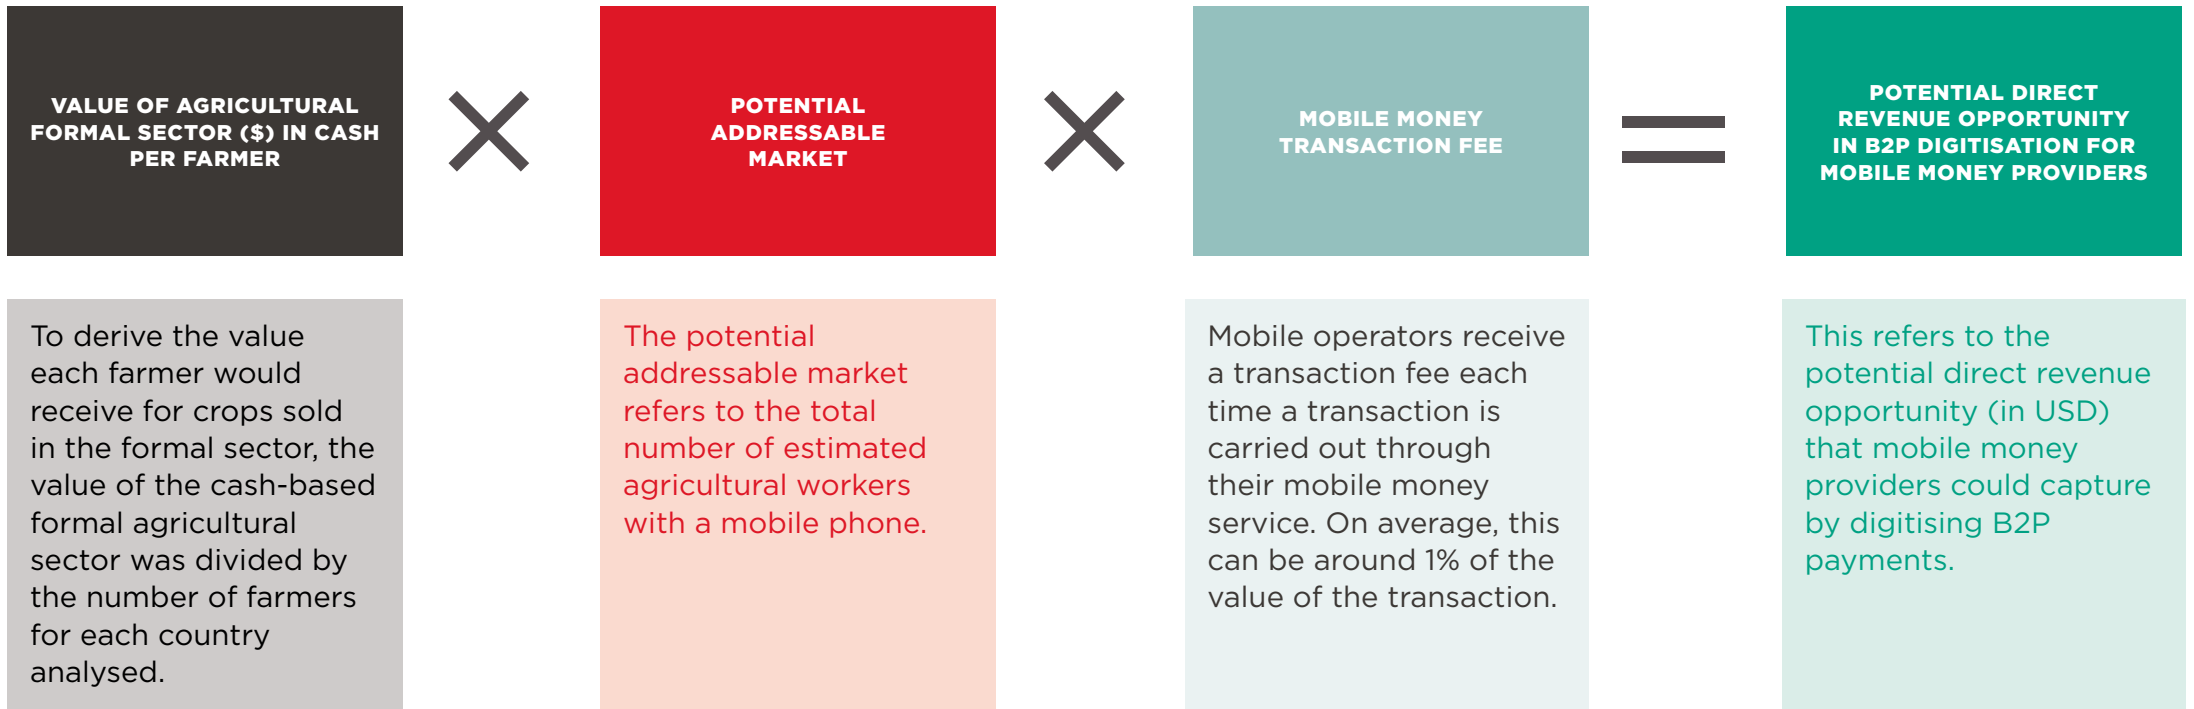 VALUE OF AGRICULTURAL
FORMAL SECTOR ($) IN CASH
PER FARMER
×
POTENTIAL
ADDRESSABLE
MARKET
×
MOBILE MONEY
TRANSACTION FEE
=
POTENTIAL DIRECT
REVENUE OPPORTUNITY
IN B2P DIGITISATION FOR
MOBILE MONEY PROVIDERS
To derive the value
each farmer would
receive for crops sold
in the formal sector, the
value of the cash-based
formal agricultural
sector was divided by
the number of farmers
for each country
analysed.
The potential
addressable market
refers to the total
number of estimated
agricultural workers
with a mobile phone.
Mobile operators receive
a transaction fee each
time a transaction is
carried out through
their mobile money
service. On average, this
can be around 1% of the
value of the transaction.
This refers to the
potential direct revenue
opportunity (in USD)
that mobile money
providers could capture
by digitising B2P
payments.